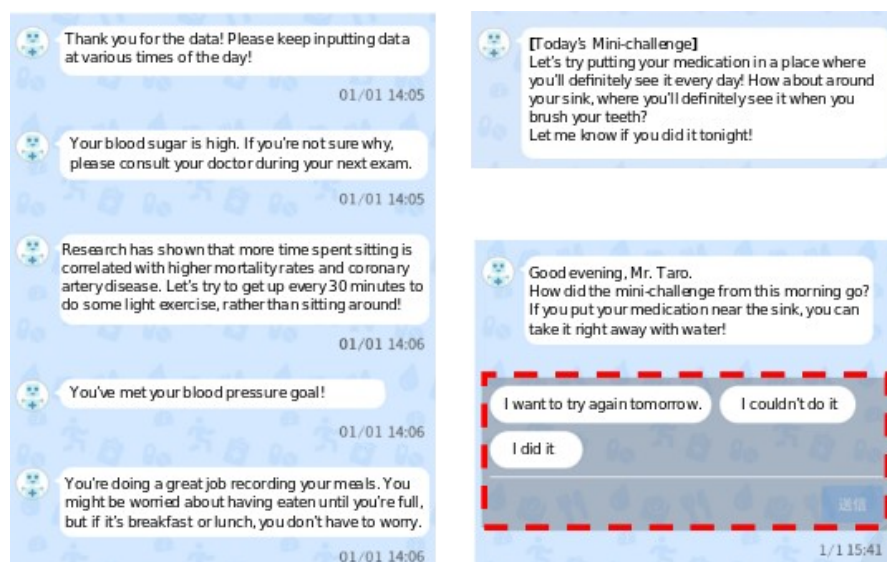 Thank you for the data! Please keep inputting data
at various times of the day!
01/01 14:05
Your blood sugar is high. If you're not sure why,
please consult your doctor during your next exam.
01/01 14:05
Research has shown that more time spent sitting is
correlated with higher mortality rates and coronary
artery disease. Let's try to get up every 30 minutes to
do some light exercise, rather than sitting around!
01/01 14:06
You've met your blood pressure goal!
01/01 14:06
You're doing a great job recording your meals. You
might be worried about having eaten until you're full,
but if it's breakfast or lunch, you don't have to worry.
01/01 14:06
[Today's Mini-challenge]
Let's try putting your medication in a place where
you'll definitely see it every day! How about around
your sink, where you'll definitely see it when you
brush your teeth?
Let me know if you did it tonight!
Good evening, Mr. Taro.
How did the mini-challenge from this morning go?
If you put your medication near the sink, you can
take it right away with water!
I want to try again tomorrow.
I couldn't do it
I did it
送信
1/1 15:41